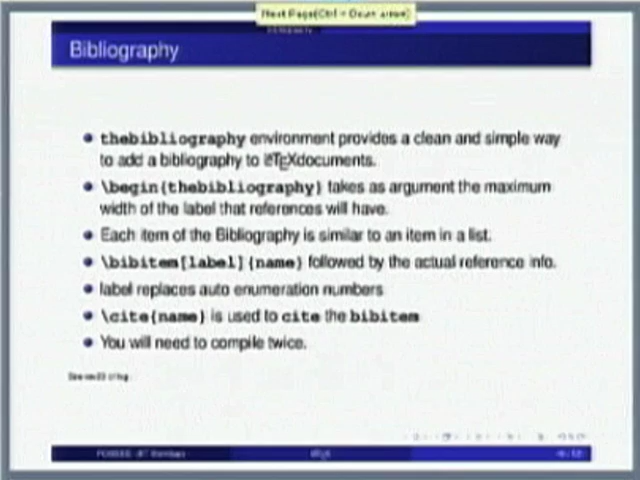 Next Page(Ctrl + Down arrow)
Bibliography
thebibliography environment provides a clean and simple way
to add a bibliography to LATEXdocuments.
\begin{thebibliography} takes as argument the maximum
width of the label that references will have.
Each item of the Bibliography is similar to an item in a list.
\bibitem[label]{name} followed by the actual reference info.
label replaces auto enumeration numbers
\cite{name} is used to cite the bibitem
You will need to compile twice.
LATEX